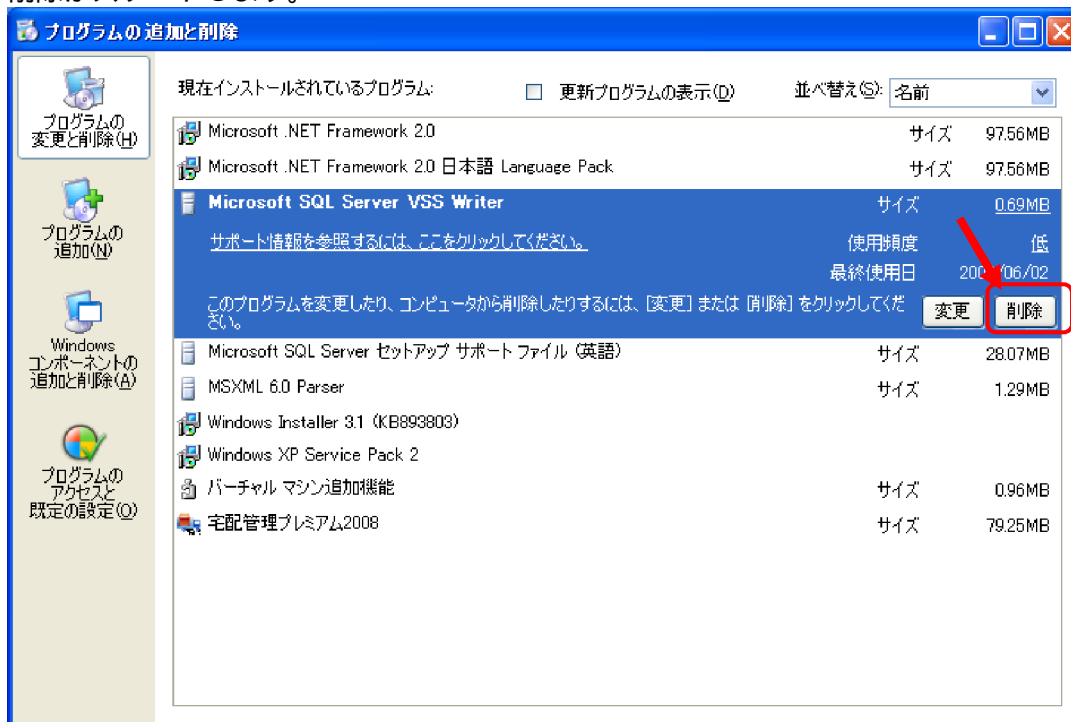 プログラムの追加と削除
現在インストールされているプログラム:
更新プログラムの表示(D)
並べ替え(S):
名前
プログラムの
変更と削除(H)
プログラムの
追加(N)
Windows
コンポーネントの
追加と削除(A)
プログラムの
アクセスと
既定の設定(O)
Microsoft .NET Framework 2.0 サイズ 97.56MB
Microsoft .NET Framework 2.0 日本語 Language Pack サイズ 97.56MB
Microsoft SQL Server VSS Writer サイズ 0.69MB
サポート情報を参照するには、ここをクリックしてください。 使用頻度 低
最終使用日 /06/02
このプログラムを変更したり、コンピュータから削除したりするには、[変更] または [削除] をクリックしてくだ
さい。
変更 削除
Microsoft SQL Server セットアップ サポート ファイル (英語) サイズ 28.07MB
MSXML 6.0 Parser サイズ 1.29MB
Windows Installer 3.1 (KB893803)
Windows XP Service Pack 2
バーチャル マシン追加機能 サイズ 0.96MB
宅配管理プレミアム2008 サイズ 79.25MB